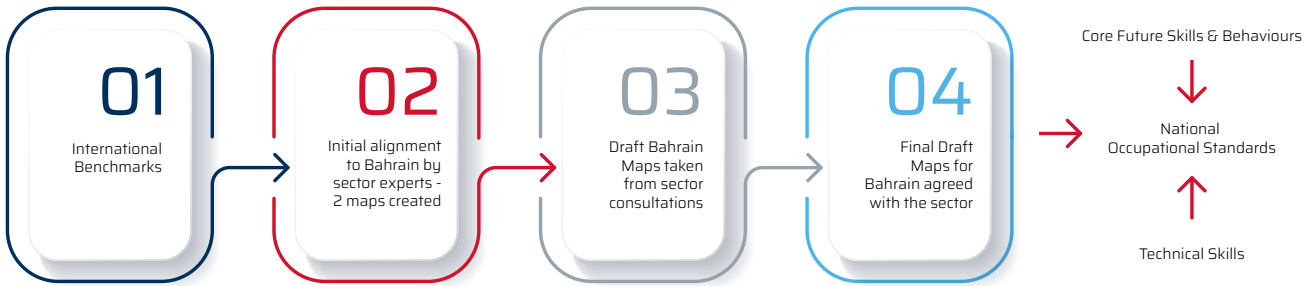 01
International
Benchmarks
02
Initial alignment
to Bahrain by
sector experts -
2 maps created
03
Draft Bahrain
Maps taken
from sector
consultations
04
Final Draft
Maps for
Bahrain agreed
with the sector
Core Future Skills & Behaviours
National
Occupational Standards
Technical Skills